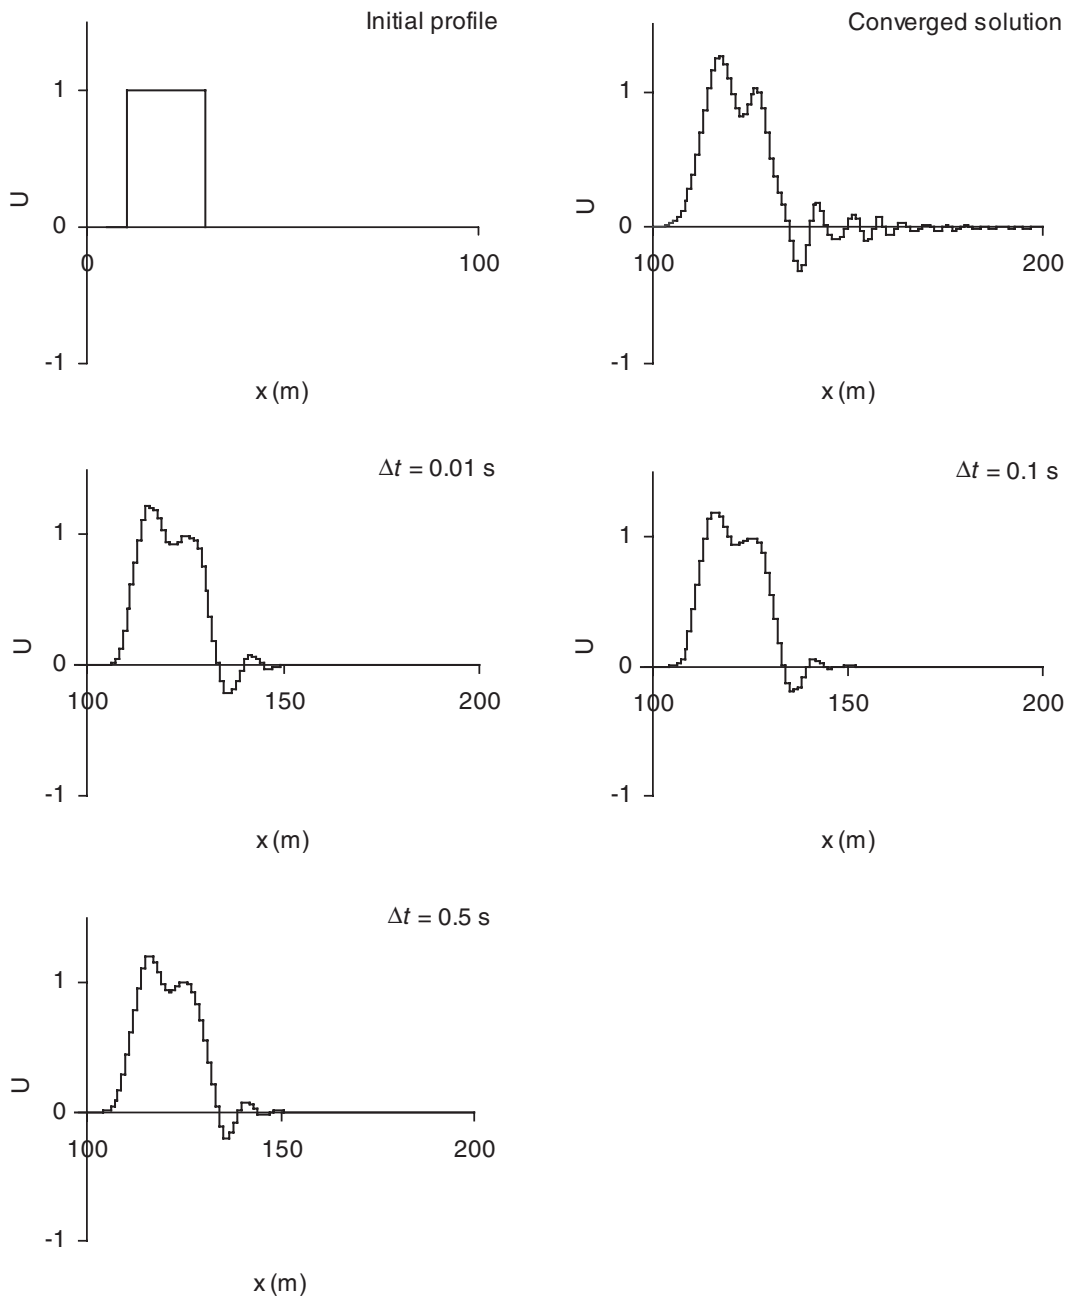 Initial profile
1
U
0
0
100
-1
x (m)
Converged solution
1
U
0
100
200
-1
x (m)
Δt = 0.01 s
1
U
0
100
150
200
-1
x (m)
Δt = 0.1 s
1
U
0
100
150
200
-1
x (m)
Δt = 0.5 s
1
U
0
100
150
200
-1
x (m)